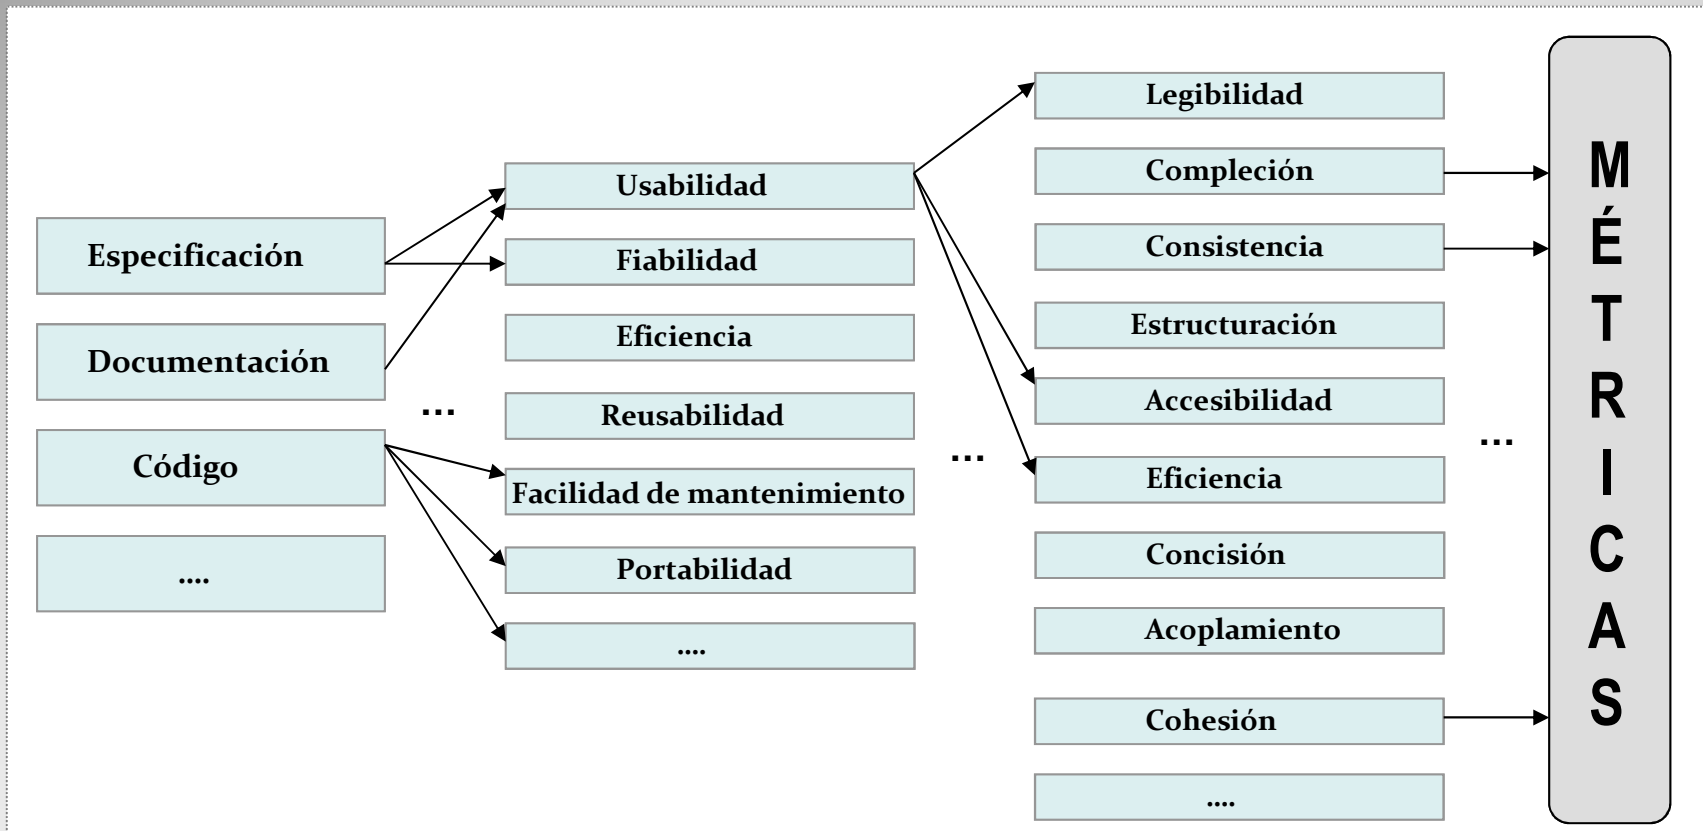 Especificación
Documentación
Código
....
...
Usabilidad
Fiabilidad
Eficiencia
Reusabilidad
Facilidad de mantenimiento
Portabilidad
....
...
Legibilidad
Compleción
Consistencia
Estructuración
Accesibilidad
Eficiencia
Concisión
Acoplamiento
Cohesión
....
...
MÉTRICAS